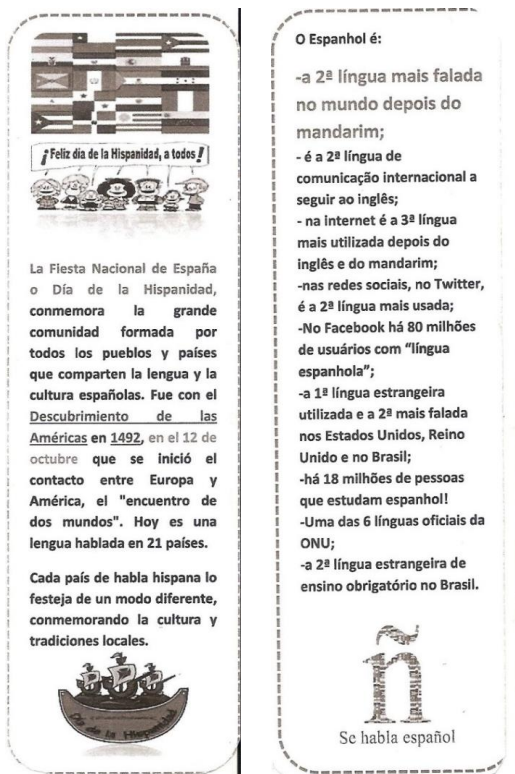 ¡Feliz día de la Hispanidad, a todos!
La Fiesta Nacional de España
o Día de la Hispanidad,
conmemora la grande
comunidad formada por
todos los pueblos y países
que comparten la lengua y la
cultura españolas. Fue con el
Descubrimiento de las
Américas en 1492, en el 12 de
octubre que se inició el
contacto entre Europa y
América, el "encuentro de
dos mundos". Hoy es una
lengua hablada en 21 países.
Cada país de habla hispana lo
festeja de un modo diferente,
conmemorando la cultura y
tradiciones locales.
Día de la Hispanidad
O Espanhol é:
-a 2ª língua mais falada
no mundo depois do
mandarim;
- é a 2ª língua de
comunicação internacional a
seguir ao inglês;
- na internet é a 3ª língua
mais utilizada depois do
inglês e do mandarim;
-nas redes sociais, no Twitter,
é a 2ª língua mais usada;
-No Facebook há 80 milhões
de usuários com “língua
espanhola”;
-a 1ª língua estrangeira
utilizada e a 2ª mais falada
nos Estados Unidos, Reino
Unido e no Brasil;
-há 18 milhões de pessoas
que estudam espanhol!
-Uma das 6 línguas oficiais da
ONU;
-a 2ª língua estrangeira de
ensino obrigatório no Brasil.
ñ
Se habla español